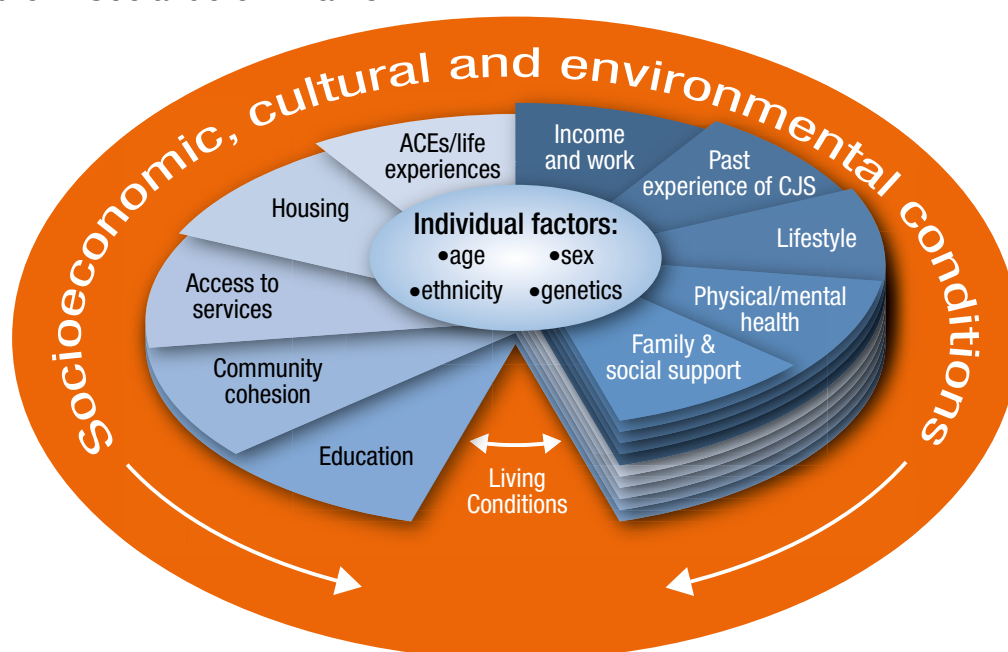 Socioeconomic, cultural and environmental conditions
ACEs/life
experiences
Income
and work
Past
experience of CJS
Housing
Lifestyle
Individual factors:
•age •sex
•ethnicity •genetics
Access to
services
Physical/mental
health
Family &
social support
Community
cohesion
Education
Living
Conditions